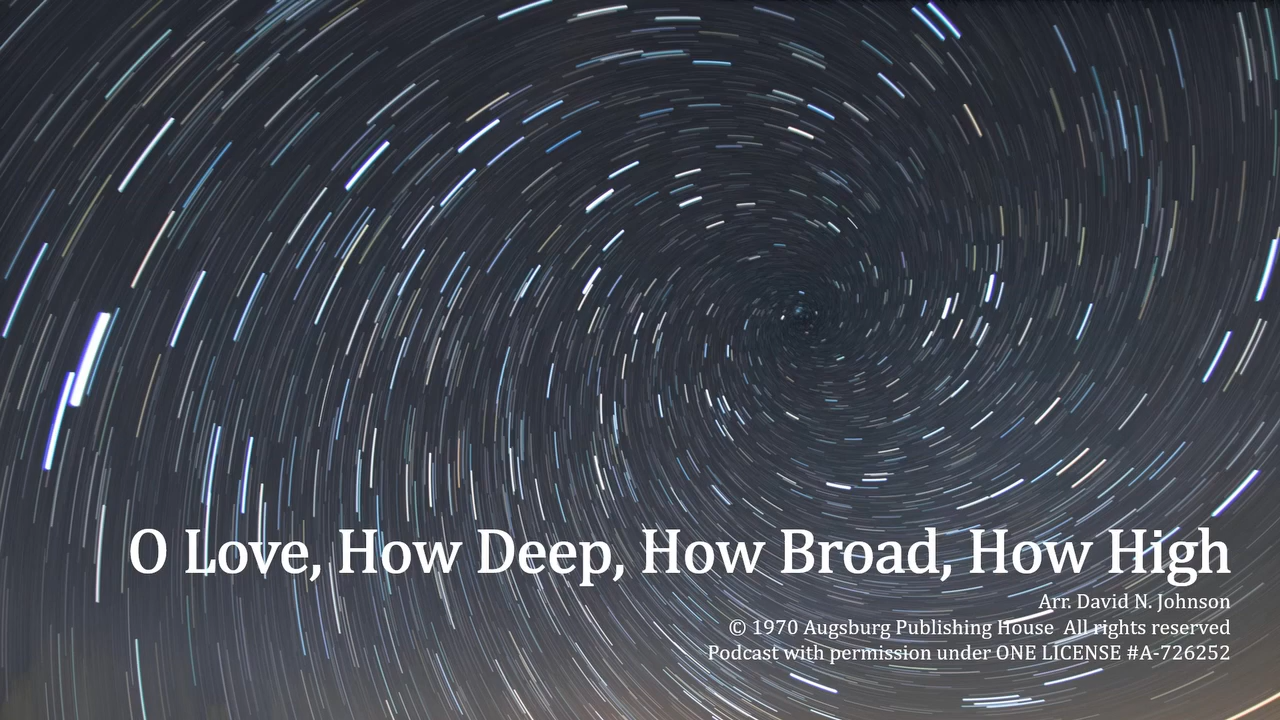 O Love, How Deep, How Broad, How High
Arr. David N. Johnson
© 1970 Augsburg Publishing House  All rights reserved
Podcast with permission under ONE LICENSE #A-726252